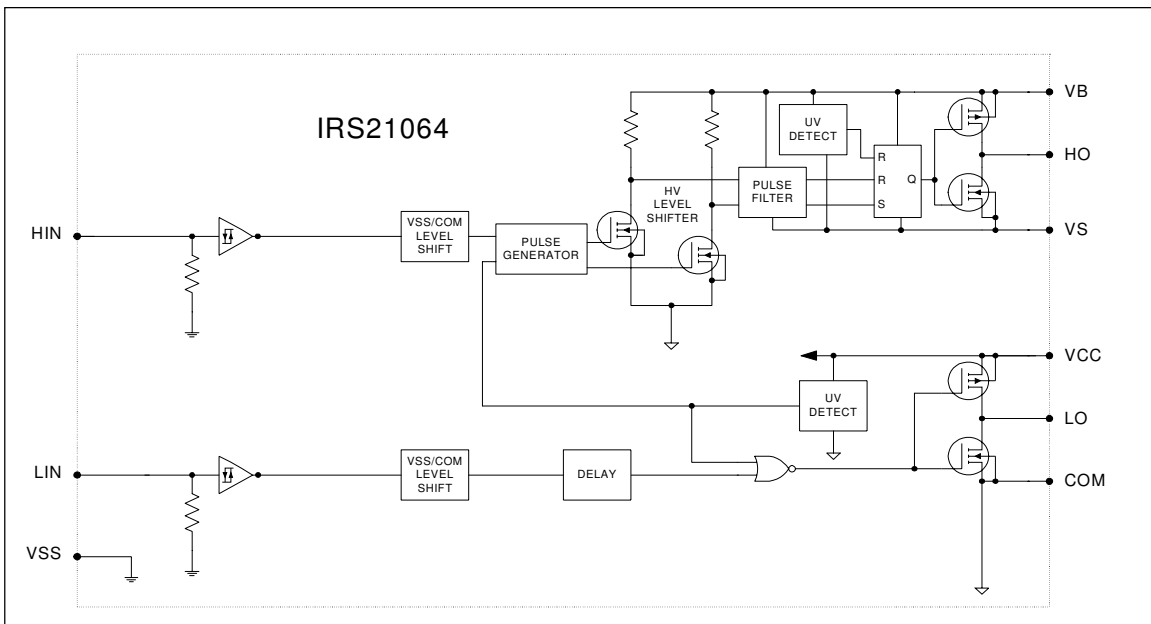 IRS21064
VB
UV
DETECT
HO
R
R
Q
S
HV
LEVEL
SHIFTER
PULSE
FILTER
HIN
VSS/COM
LEVEL
SHIFT
PULSE
GENERATOR
VS
VCC
UV
DETECT
LO
LIN
VSS/COM
LEVEL
SHIFT
DELAY
COM
VSS